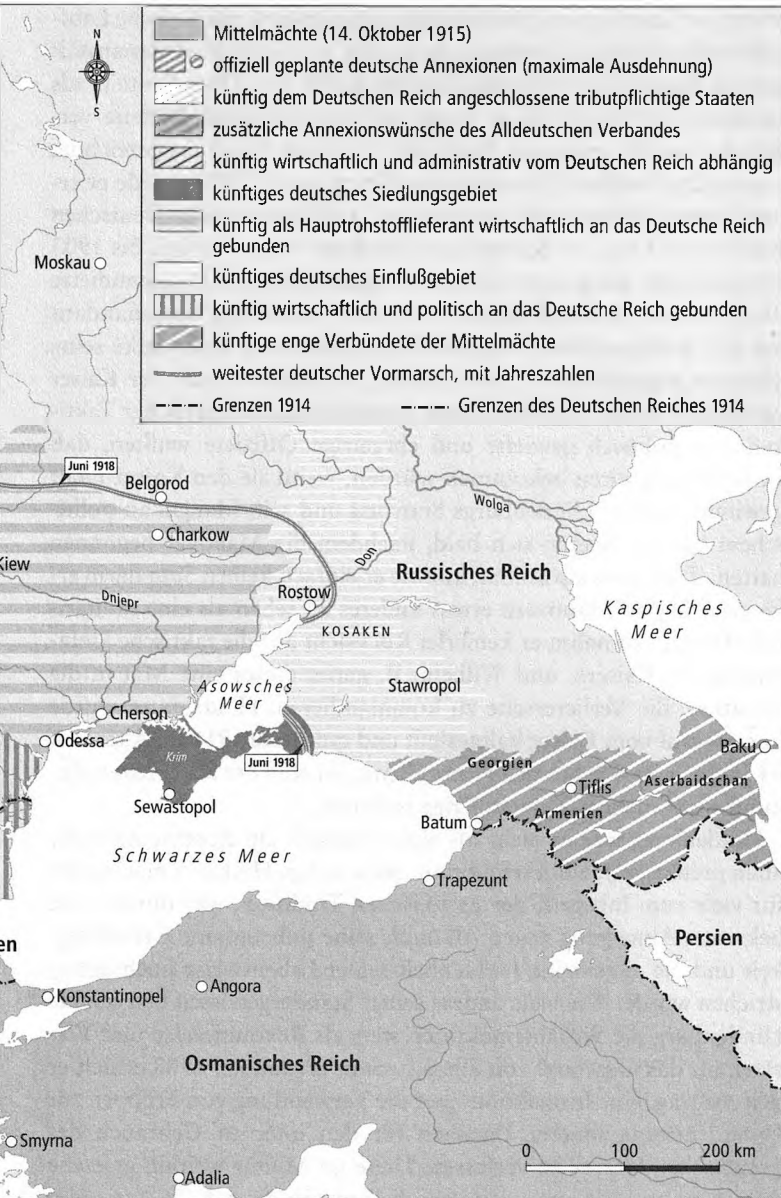 N
S
Mittelmächte (14. Oktober 1915)
offiziell geplante deutsche Annexionen (maximale Ausdehnung)
künftig dem Deutschen Reich angeschlossene tributpflichtige Staaten
zusätzliche Annexionswünsche des Alldeutschen Verbandes
künftig wirtschaftlich und administrativ vom Deutschen Reich abhängig
künftiges deutsches Siedlungsgebiet
künftig als Hauptrohstofflieferant wirtschaftlich an das Deutsche Reich
gebunden
künftiges deutsches Einflußgebiet
künftig wirtschaftlich und politisch an das Deutsche Reich gebunden
künftige enge Verbündete der Mittelmächte
weitester deutscher Vormarsch, mit Jahreszahlen
Grenzen 1914
Grenzen des Deutschen Reiches 1914
Moskau
Juni 1918
Belgorod
Charkow
Kiew
Dnjepr
Don
Wolga
Rostow
Russisches Reich
Kaspisches
Meer
KOSAKEN
Stawropol
Asowsches
Meer
Cherson
Odessa
Krim
Juni 1918
Sewastopol
Georgien
Tiflis
Aserbaidschan
Baku
Armenien
Batum
Schwarzes Meer
Trapezunt
Persien
en
Konstantinopel
Angora
Osmanisches Reich
Smyrna
Adalia
0 100 200 km